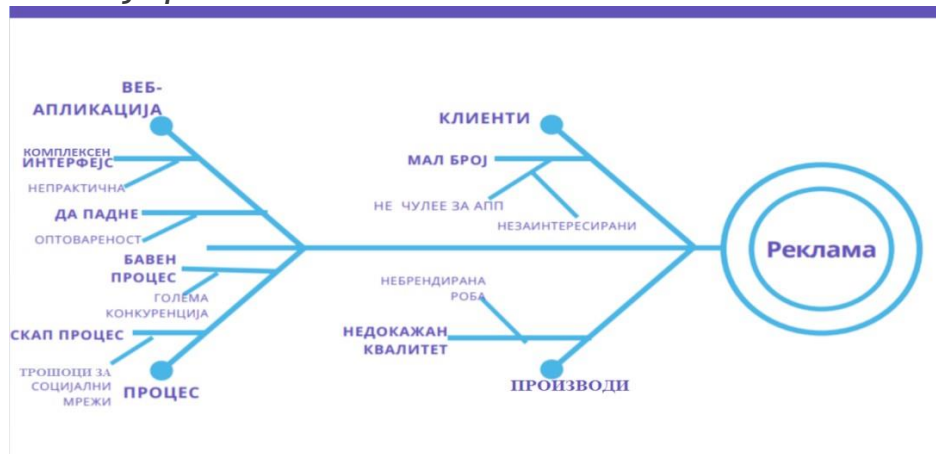 ВЕБ-
АПЛИКАЦИЈА
КОМПЛЕКСЕН
ИНТЕРФЕЈС
НЕПРАКТИЧНА
ДА ПАДНЕ
ОПТОВАРЕНОСТ
БАВЕН
ПРОЦЕС
ГОЛЕМА
КОНКУРЕНЦИЈА
СКАП ПРОЦЕС
ТРОШОЦИ ЗА
СОЦИЈАЛНИ
МРЕЖИ
ПРОЦЕС
КЛИЕНТИ
МАЛ БРОЈ
НЕ ЧУЛЕЕ ЗА АПП
НЕЗАИНТЕРЕСИРАНИ
НЕБРЕНДИРАНА
РОБА
НЕДОКАЖАН
КВАЛИТЕТ
ПРОИЗВОДИ
Реклама